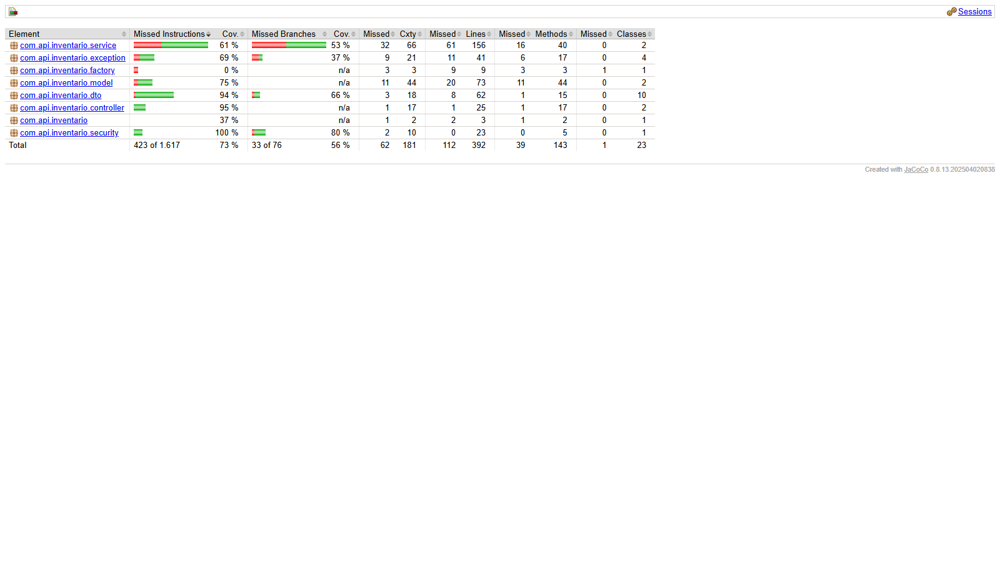 Sessions
Element Missed Instructions Cov. Missed Branches Cov. Missed Cxty Missed Lines Missed Methods Missed Classes
com.api.inventario.service 61 % 53 % 32 66 61 156 16 40 0 2
com.api.inventario.exception 69 % 37 % 9 21 11 41 6 17 0 4
com.api.inventario.factory 0 % n/a 3 3 9 9 3 3 1 1
com.api.inventario.model 75 % n/a 11 44 20 73 11 44 0 2
com.api.inventario.dto 94 % 66 % 3 18 8 62 1 15 0 10
com.api.inventario.controller 95 % n/a 1 17 1 25 1 17 0 2
com.api.inventario 37 % n/a 1 2 2 3 1 2 0 1
com.api.inventario.security 100 % 80 % 2 10 0 23 0 5 0 1
Total 423 of 1.617 73 % 33 of 76 56 % 62 181 112 392 39 143 1 23
Created with JaCoCo 0.8.13.202504020838